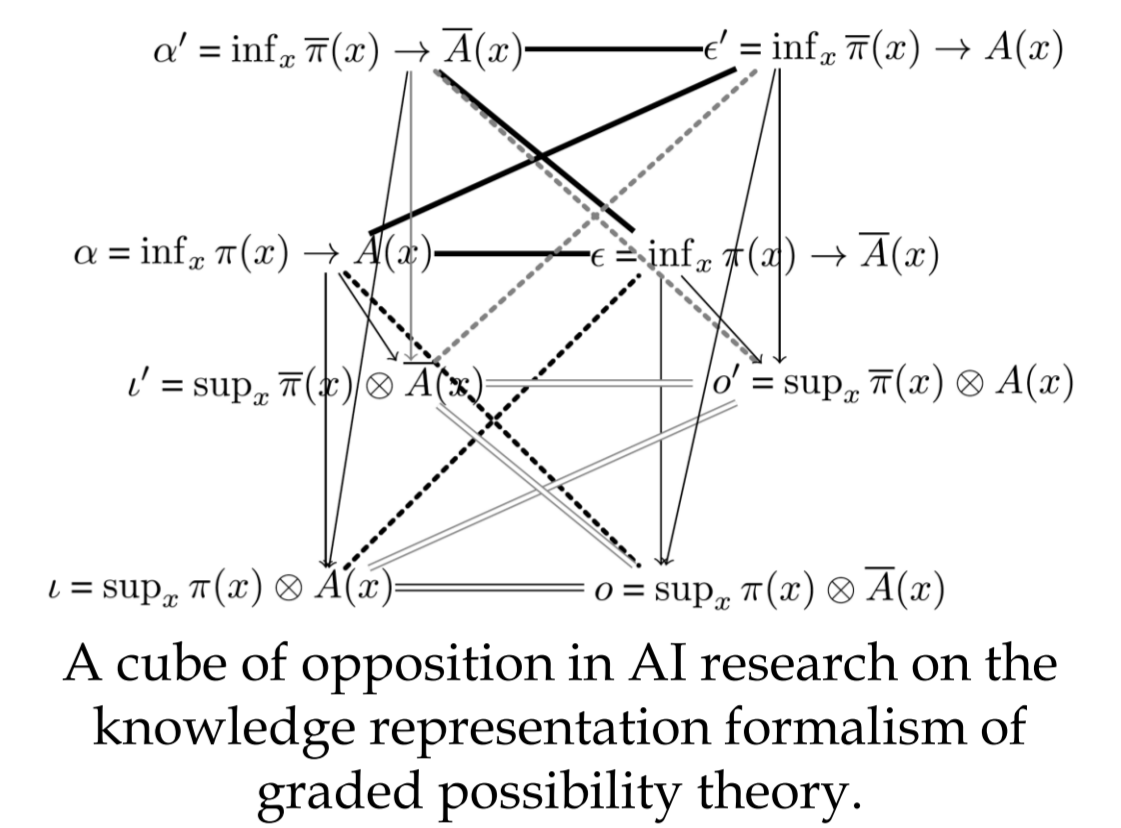 α′ = inf_x π̅(x) → A̅(x) ϵ′ = inf_x π̅(x) → A(x)
α = inf_x π(x) → A(x) ϵ = inf_x π(x) → A̅(x)
ι′ = sup_x π̅(x) ⊗ A̅(x) o′ = sup_x π̅(x) ⊗ A(x)
ι = sup_x π(x) ⊗ A(x) o = sup_x π(x) ⊗ A̅(x)
A cube of opposition in AI research on the
knowledge representation formalism of
graded possibility theory.